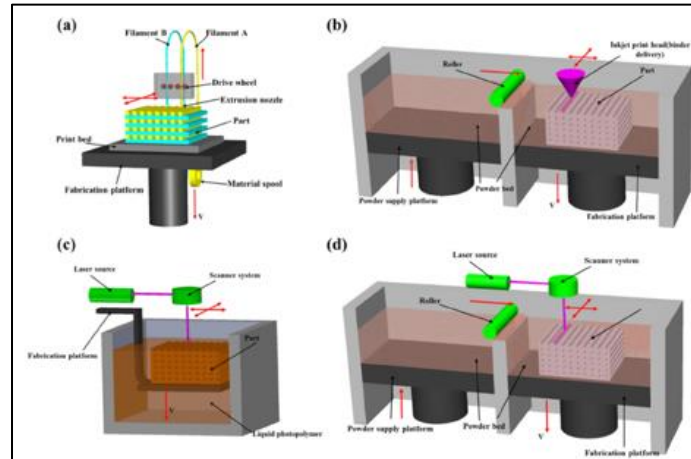 (a)
Filament B
Filament A
Drive wheel
Extrusion nozzle
Part
Print bed
Fabrication platform
Material spool
V
(b)
Inkjet print head(binder
delivery)
Roller
Part
Powder bed
Powder supply platform
V
Fabrication platform
(c)
Laser source
Scanner system
Part
Fabrication platform
V
Liquid photopolymer
(d)
Laser source
Scanner system
Roller
Powder bed
Powder supply platform
V
Fabrication platform